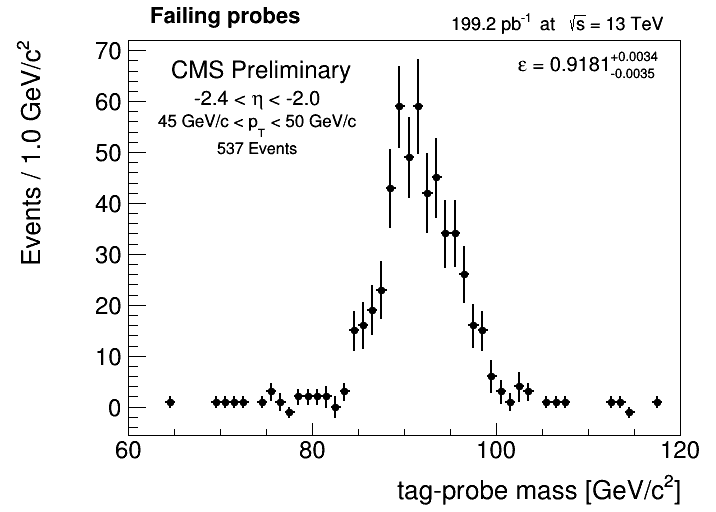 Failing probes
199.2 pb⁻¹ at √s = 13 TeV
CMS Preliminary
-2.4 < η < -2.0
45 GeV/c < p_T < 50 GeV/c
537 Events
ε = 0.9181 +0.0034 -0.0035
Events / 1.0 GeV/c²
70
60
50
40
30
20
10
0
60 80 100 120
tag-probe mass [GeV/c²]